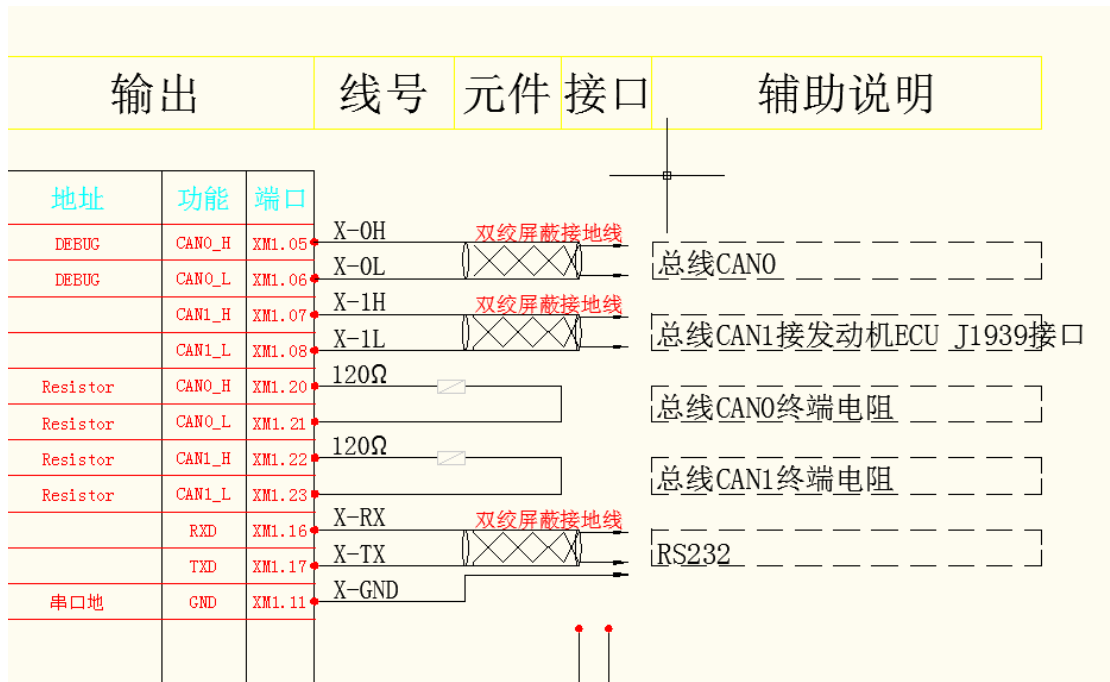 输出 线号 元件 接口 辅助说明
地址 功能 端口
DEBUG CAN0_H XM1.05 X-0H 双绞屏蔽接地线
DEBUG CAN0_L XM1.06 X-0L 总线CAN0
CAN1_H XM1.07 X-1H 双绞屏蔽接地线
CAN1_L XM1.08 X-1L 总线CAN1接发动机ECU J1939接口
Resistor CAN0_H XM1.20 120Ω
Resistor CAN0_L XM1.21 总线CAN0终端电阻
Resistor CAN1_H XM1.22 120Ω
Resistor CAN1_L XM1.23 总线CAN1终端电阻
RXD XM1.16 X-RX 双绞屏蔽接地线
TXD XM1.17 X-TX RS232
串口地 GND XM1.11 X-GND